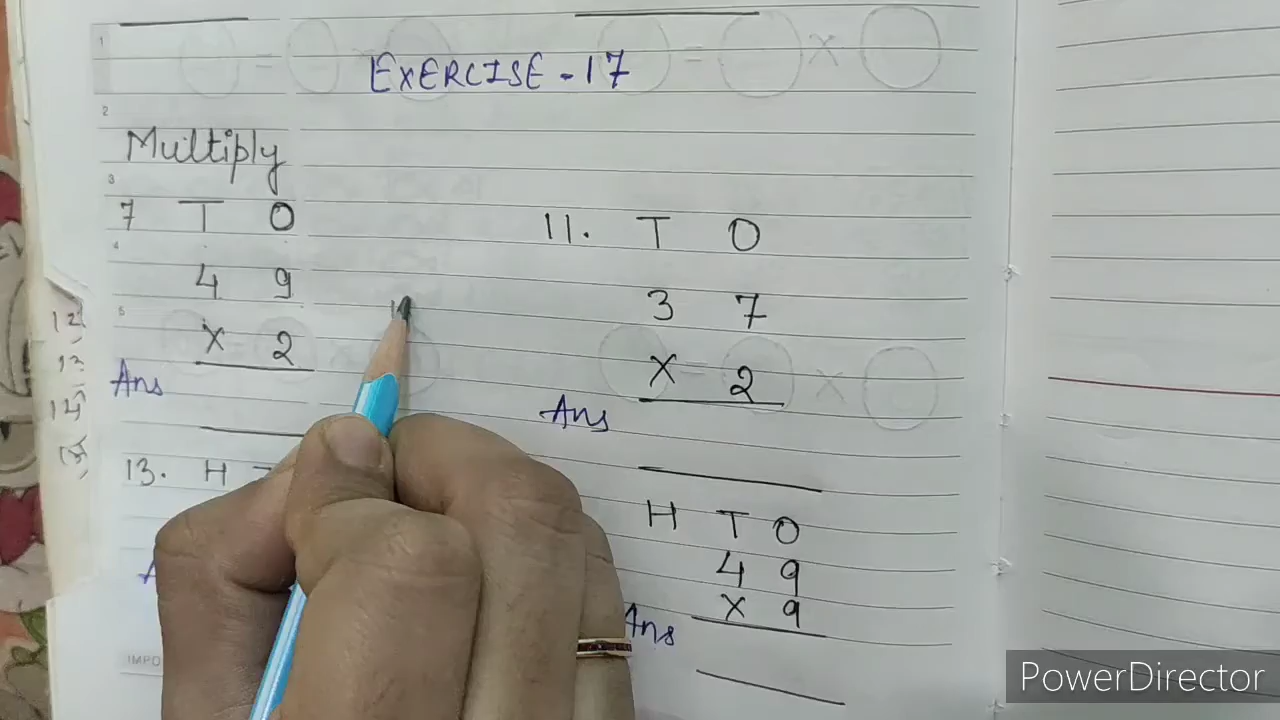 EXERCISE - 17
Multiply
7 T O
4 9
X 2
Ans
11. T O
3 7
X 2
Ans
13. H
H T O
4 9
X 9
Ans
PowerDirector